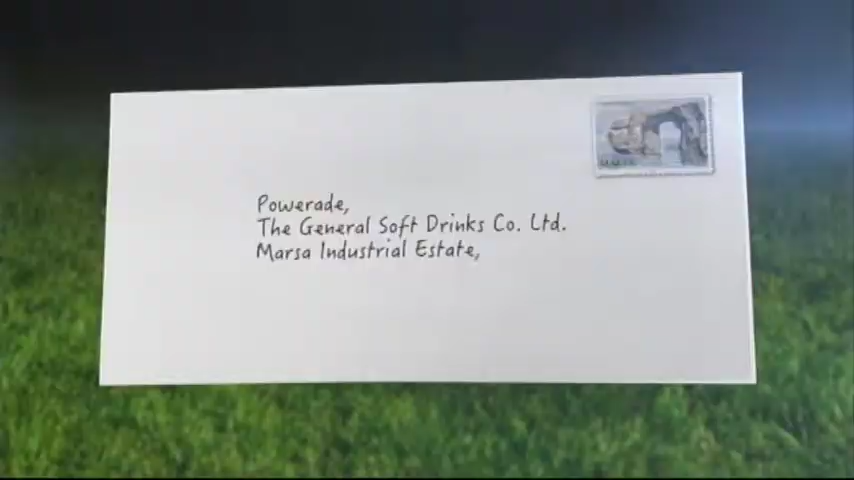 Powerade,
The General Soft Drinks Co. Ltd.
Marsa Industrial Estate,